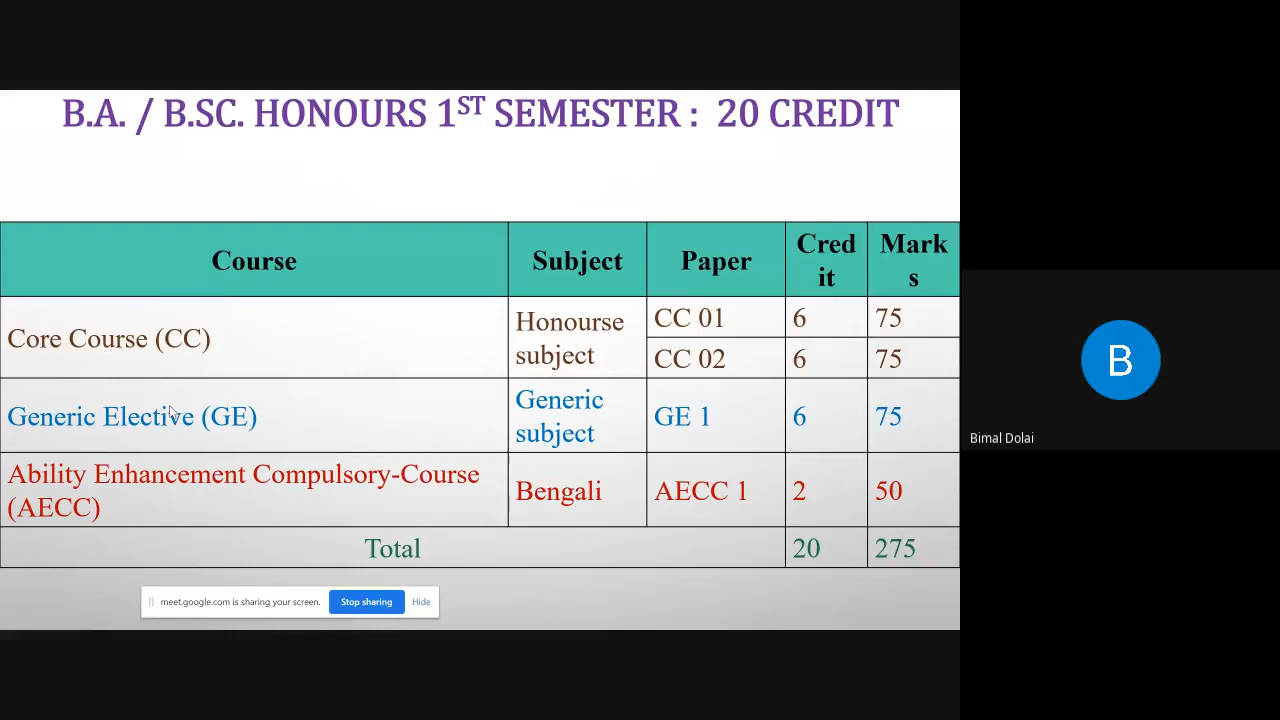 B.A. / B.SC. HONOURS 1ST SEMESTER : 20 CREDIT
Course Subject Paper Cred it Mark s
Core Course (CC) Honourse subject CC 01 6 75
CC 02 6 75
Generic Elective (GE) Generic subject GE 1 6 75
Ability Enhancement Compulsory-Course (AECC) Bengali AECC 1 2 50
Total 20 275
meet.google.com is sharing your screen. Stop sharing Hide
B
Bimal Dolai